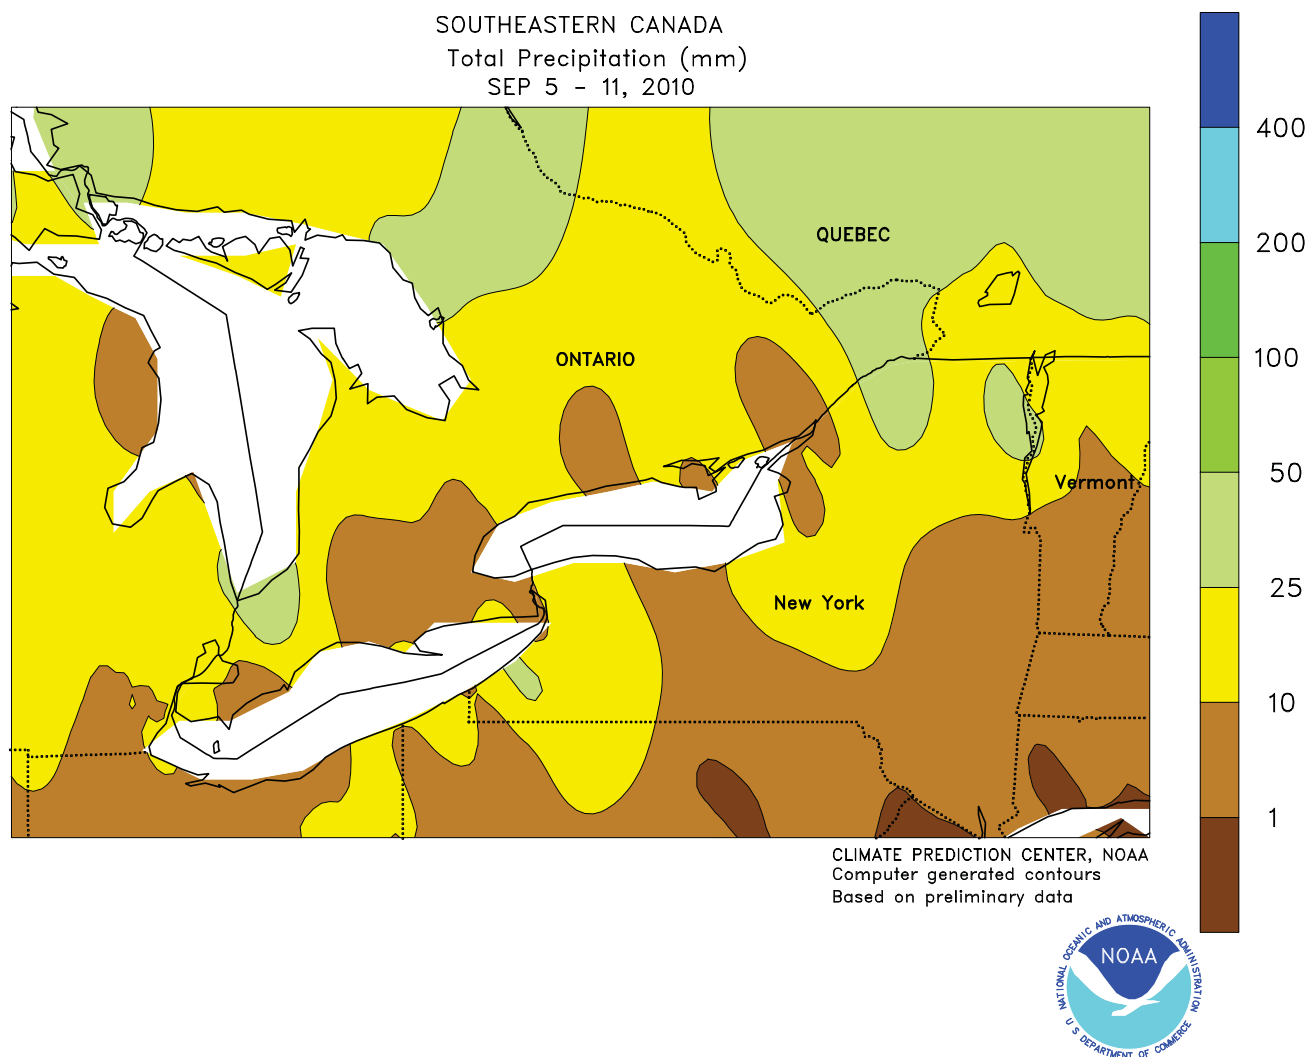 SOUTHEASTERN CANADA
Total Precipitation (mm)
SEP 5 - 11, 2010
400
200
100
50
25
10
1
QUEBEC
ONTARIO
Vermont
New York
CLIMATE PREDICTION CENTER, NOAA
Computer generated contours
Based on preliminary data
NATIONAL OCEANIC AND ATMOSPHERIC ADMINISTRATION
NOAA
U S DEPARTMENT OF COMMERCE